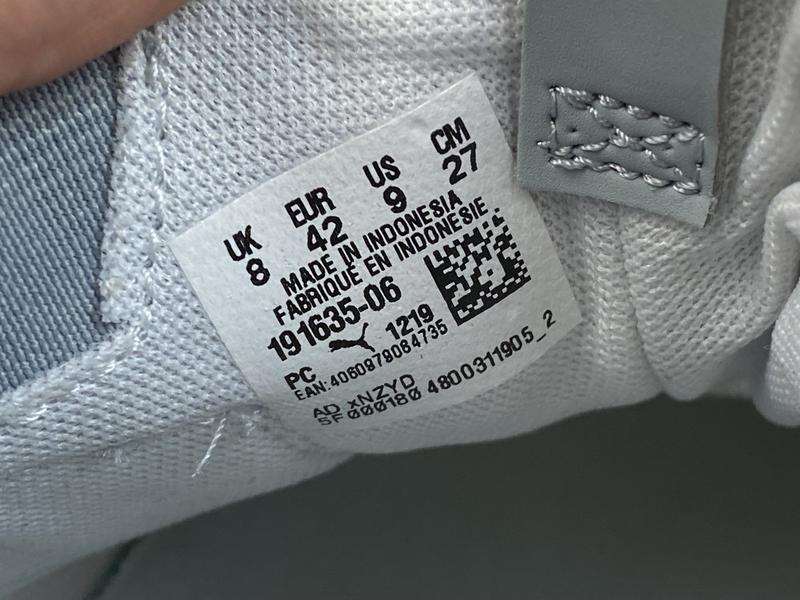 UK EUR US CM
8 42 9 27
MADE IN INDONESIA
FABRIQUE EN INDONESIE
191635-06
PC 1219
EAN:4060979084735
AD xNZYD
SF000180 4800311905_2